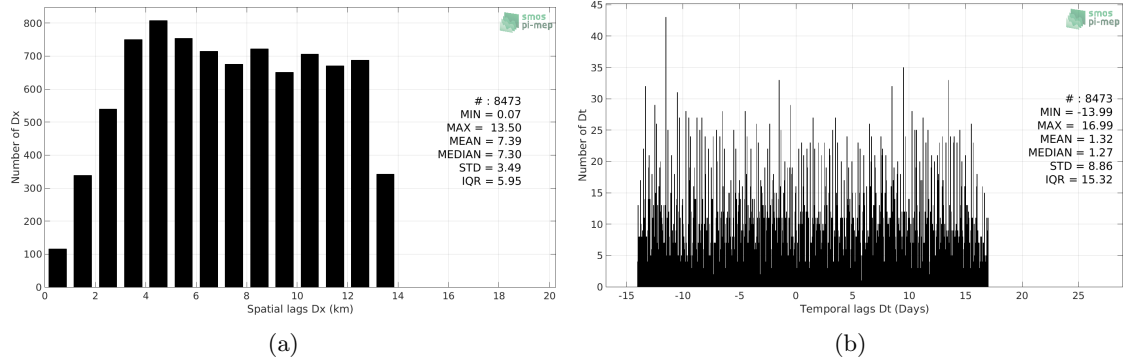 smos
pi-mep
800
700
600
500
400
300
200
100
0
Number of Dx
# : 8473
MIN = 0.07
MAX = 13.50
MEAN = 7.39
MEDIAN = 7.30
STD = 3.49
IQR = 5.95
0 2 4 6 8 10 12 14 16 18 20
Spatial lags Dx (km)
(a)
smos
pi-mep
45
40
35
30
25
20
15
10
5
0
Number of Dt
# : 8473
MIN = -13.99
MAX = 16.99
MEAN = 1.32
MEDIAN = 1.27
STD = 8.86
IQR = 15.32
-15 -10 -5 0 5 10 15 20 25
Temporal lags Dt (Days)
(b)